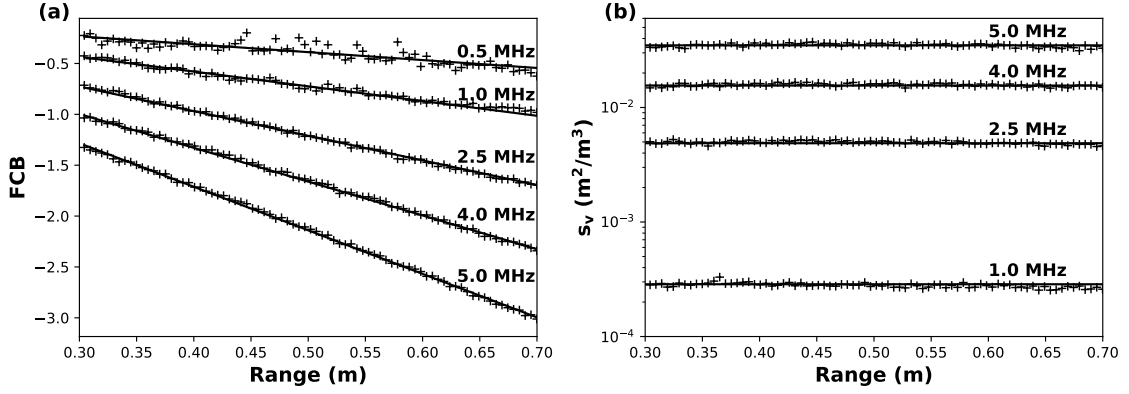 (a)
FCB
−0.5
−1.0
−1.5
−2.0
−2.5
−3.0
0.5 MHz
1.0 MHz
2.5 MHz
4.0 MHz
5.0 MHz
0.30 0.35 0.40 0.45 0.50 0.55 0.60 0.65 0.70
Range (m)
(b)
sᵥ (m²/m³)
10⁻²
10⁻³
10⁻⁴
5.0 MHz
4.0 MHz
2.5 MHz
1.0 MHz
0.30 0.35 0.40 0.45 0.50 0.55 0.60 0.65 0.70
Range (m)